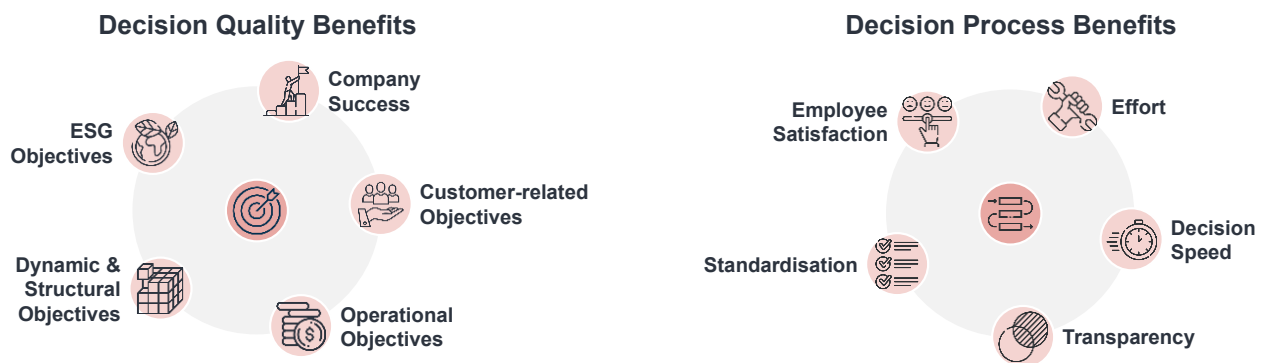 Decision Quality Benefits
Company
Success
ESG
Objectives
Customer-related
Objectives
Dynamic &
Structural
Objectives
Operational
Objectives
$
Decision Process Benefits
Employee
Satisfaction
Effort
Decision
Speed
Standardisation
Transparency